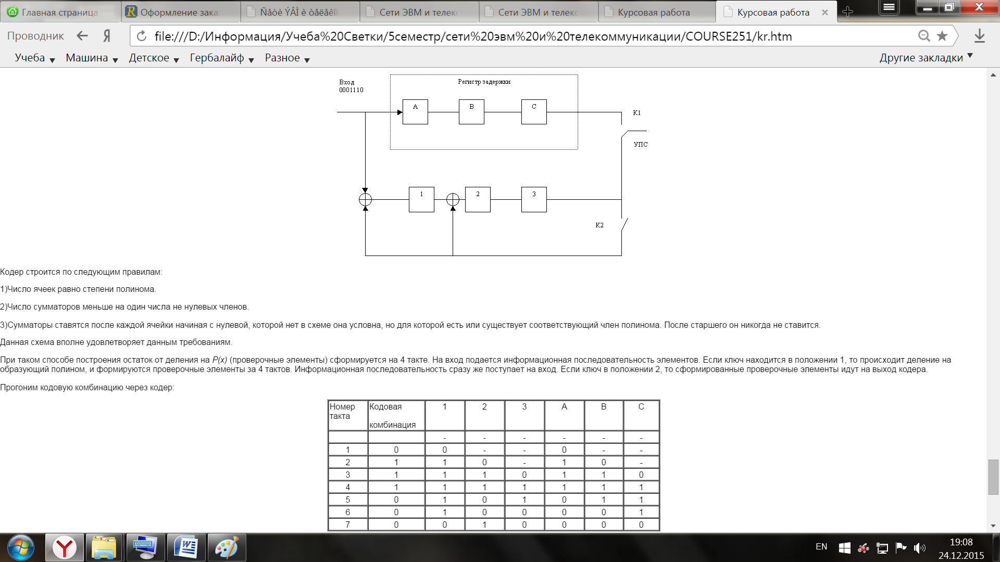 Главная страница
Оформление зака
Ñåòè ÝÂÌ è òåëåêîì
Сети ЭВМ и телекс
Сети ЭВМ и телекс
Курсовая работа
Курсовая работа
Проводник
file:///D:/Информация/Учеба%20Светки/5семестр/сети%20эвм%20и%20телекоммуникации/COURSE251/kr.htm
Учеба Машина Детское Гербалайф Разное Другие закладки
Вход
0001110
Регистр задержки
A B C
К1
УПС
1 2 3
К2
Кодер строится по следующим правилам:
1)Число ячеек равно степени полинома.
2)Число сумматоров меньше на один числа не нулевых членов.
3)Сумматоры ставятся после каждой ячейки начиная с нулевой, которой нет в схеме она условна, но для которой есть или существует соответствующий член полинома. После старшего он никогда не ставится.
Данная схема вполне удовлетворяет данным требованиям.
При таком способе построения остаток от деления на P(x) (проверочные элементы) сформируется на 4 такте. На вход подается информационная последовательность элементов. Если ключ находится в положении 1, то происходит деление на
образующий полином, и формируются проверочные элементы за 4 тактов. Информационная последовательность сразу же поступает на вход. Если ключ в положении 2, то сформированные проверочные элементы идут на выход кодера.
Прогоним кодовую комбинацию через кодер:
Номер такта Кодовая комбинация 1 2 3 A B C
- - - - - -
1 0 0 - - 0 - -
2 1 1 0 - 1 0 -
3 1 1 1 0 1 1 0
4 1 1 1 1 1 1 1
5 0 1 0 1 0 1 1
6 0 1 0 0 0 0 1
7 0 0 1 0 0 0 0
EN
19:08
24.12.2015